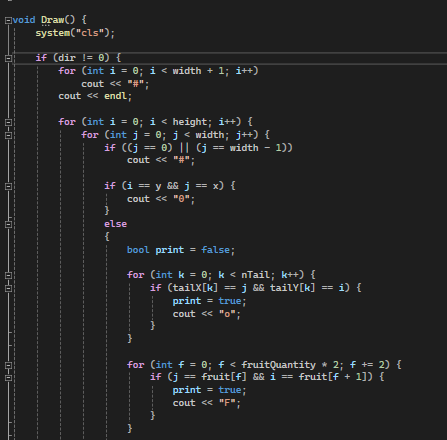 void Draw() {
    system("cls");

    if (dir != 0) {
        for (int i = 0; i < width + 1; i++)
            cout << "#";
        cout << endl;

        for (int i = 0; i < height; i++) {
            for (int j = 0; j < width; j++) {
                if ((j == 0) || (j == width - 1))
                    cout << "#";

                if (i == y && j == x) {
                    cout << "0";
                }
                else
                {
                    bool print = false;

                    for (int k = 0; k < nTail; k++) {
                        if (tailX[k] == j && tailY[k] == i) {
                            print = true;
                            cout << "o";
                        }
                    }

                    for (int f = 0; f < fruitQuantity * 2; f += 2) {
                        if (j == fruit[f] && i == fruit[f + 1]) {
                            print = true;
                            cout << "F";
                        }
                    }